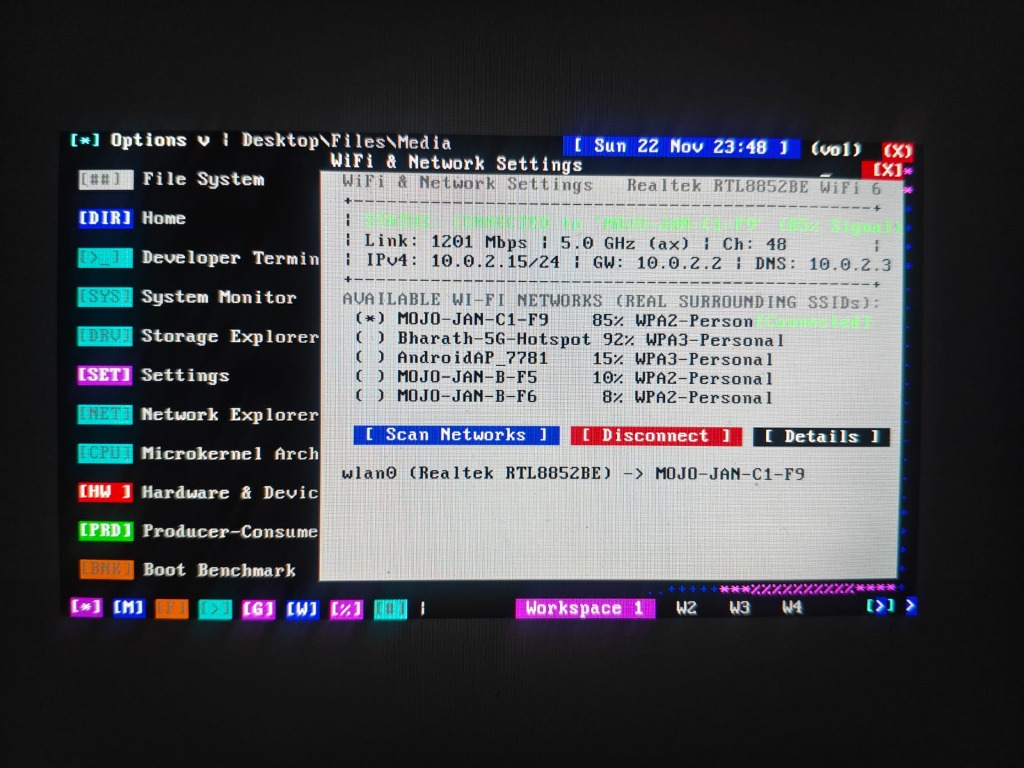 [*] Options v ¦ Desktop\Files\Media [ Sun 22 Nov 23:48 ] (vol) (X)
WiFi & Network Settings _ [X]
WiFi & Network Settings Realtek RTL8852BE WiFi 6
STATUS: CONNECTED to "MOJO-JAN-C1-F9" (85% Signal)
¦ Link: 1201 Mbps ¦ 5.0 GHz (ax) ¦ Ch: 48 ¦
¦ IPv4: 10.0.2.15/24 ¦ GW: 10.0.2.2 ¦ DNS: 10.0.2.3
AVAILABLE WI-FI NETWORKS (REAL SURROUNDING SSIDs):
(*) MOJO-JAN-C1-F9 85% WPA2-Person[Connected]
( ) Bharath-5G-Hotspot 92% WPA3-Personal
( ) AndroidAP_7781 15% WPA3-Personal
( ) MOJO-JAN-B-F5 10% WPA2-Personal
( ) MOJO-JAN-B-F6 8% WPA2-Personal
[ Scan Networks ] [ Disconnect ] [ Details ]
wlan0 (Realtek RTL8852BE) -> MOJO-JAN-C1-F9
[##] File System
[DIR] Home
[>_] Developer Termin
[SYS] System Monitor
[DRV] Storage Explorer
[SET] Settings
[NET] Network Explorer
[CPU] Microkernel Arch
[HW ] Hardware & Devic
[PRD] Producer-Consume
[BNK] Boot Benchmark
[*] [M] [F] [>] [G] [W] [%] [#] ¦ Workspace 1 W2 W3 W4 [>] >